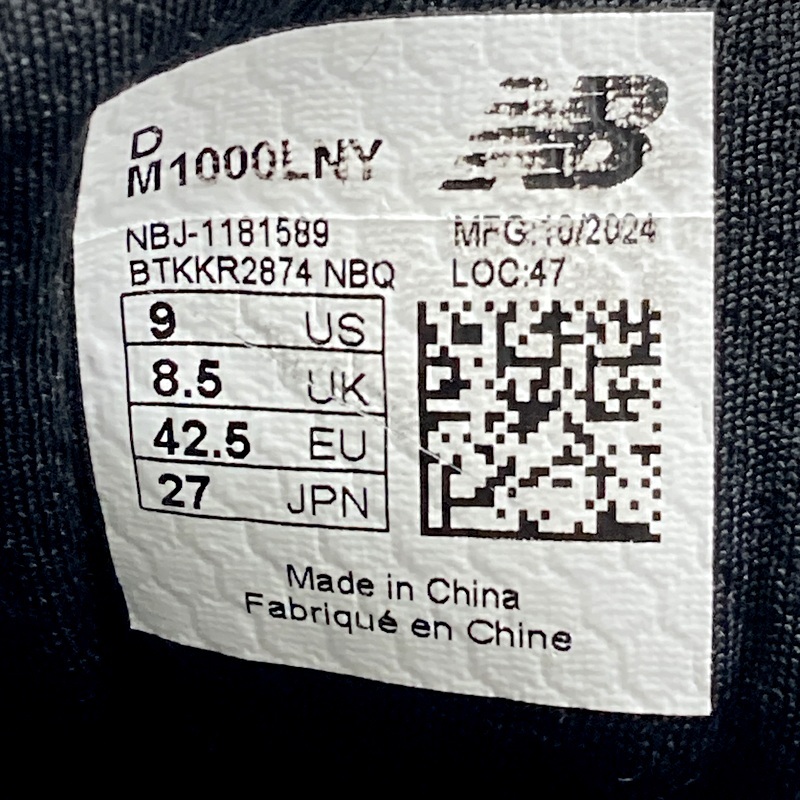 D
M1000LNY
NB
NBJ-1181589
MFG:10/2024
BTKKR2874 NBQ
LOC:47
9 US
8.5 UK
42.5 EU
27 JPN
Made in China
Fabriqué en Chine